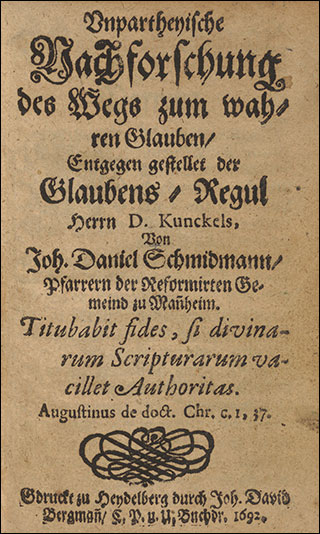 Vnpartheyische
Nachforschung
des Wegs zum wah-
ren Glauben/
Entgegen gestellet der
Glaubens-Regul
Herrn D. Kunckels,
Von
Joh. Daniel Schmidmann/
Pfarrern der Reformirten Ge-
meind zu Mañheim.
Titubabit fides, si divina-
rum Scripturarum va-
cillet Authoritas.
Augustinus de doct. Chr. c. 1, 37.
Gdruckt zu Heydelberg durch Joh. David
Bergmañ/ C. P. u. U. Buchdr. 1692.